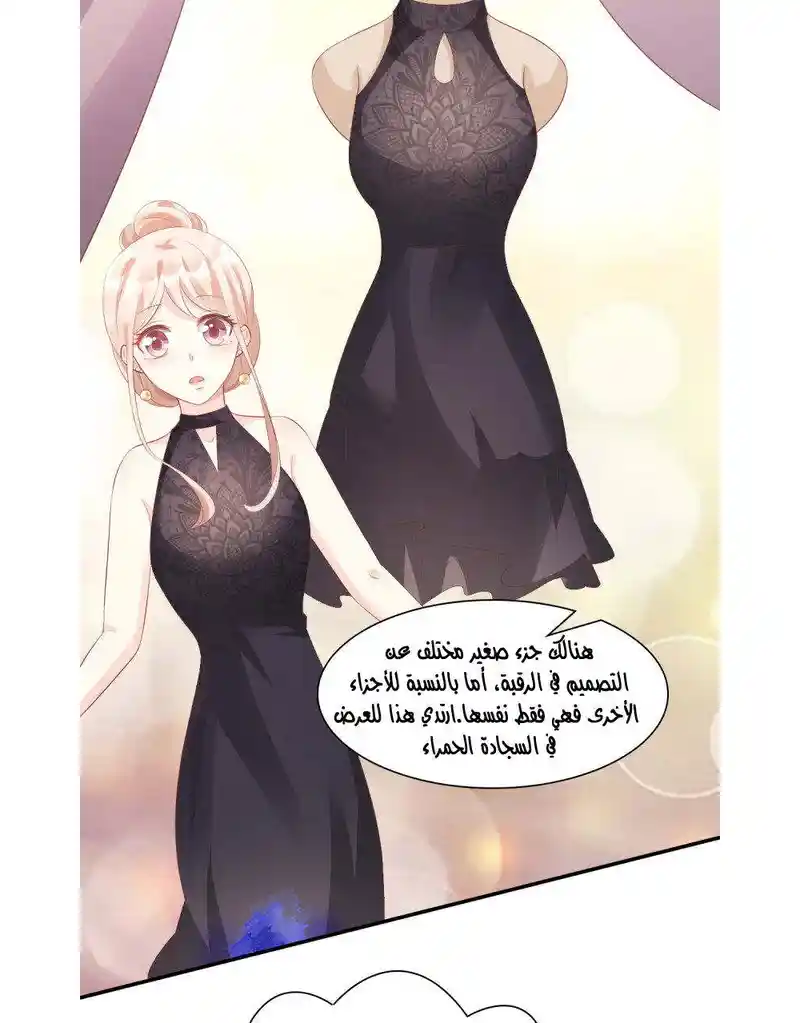 هنالك جزء صغير مختلف عن
التصميم في الرقبة، أما بالنسبة للأجزاء
الأخرى فهي فقط نفسها.ارتدي هذا للعرض
في السجادة الحمراء